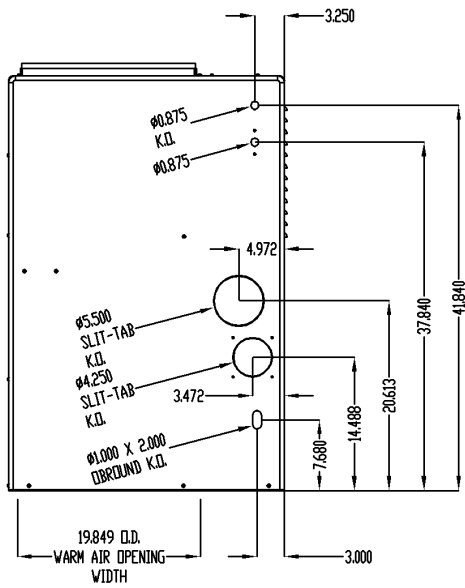 3.250
ø0.875
K.O.
ø0.875
4.972
ø5.500
SLIT-TAB
K.O.
ø4.250
SLIT-TAB
K.O.
3.472
ø1.000 X 2.000
OBROUND K.O.
7.680
14.488
20.613
37.840
41.840
19.849 O.D.
WARM AIR OPENING
WIDTH
3.000